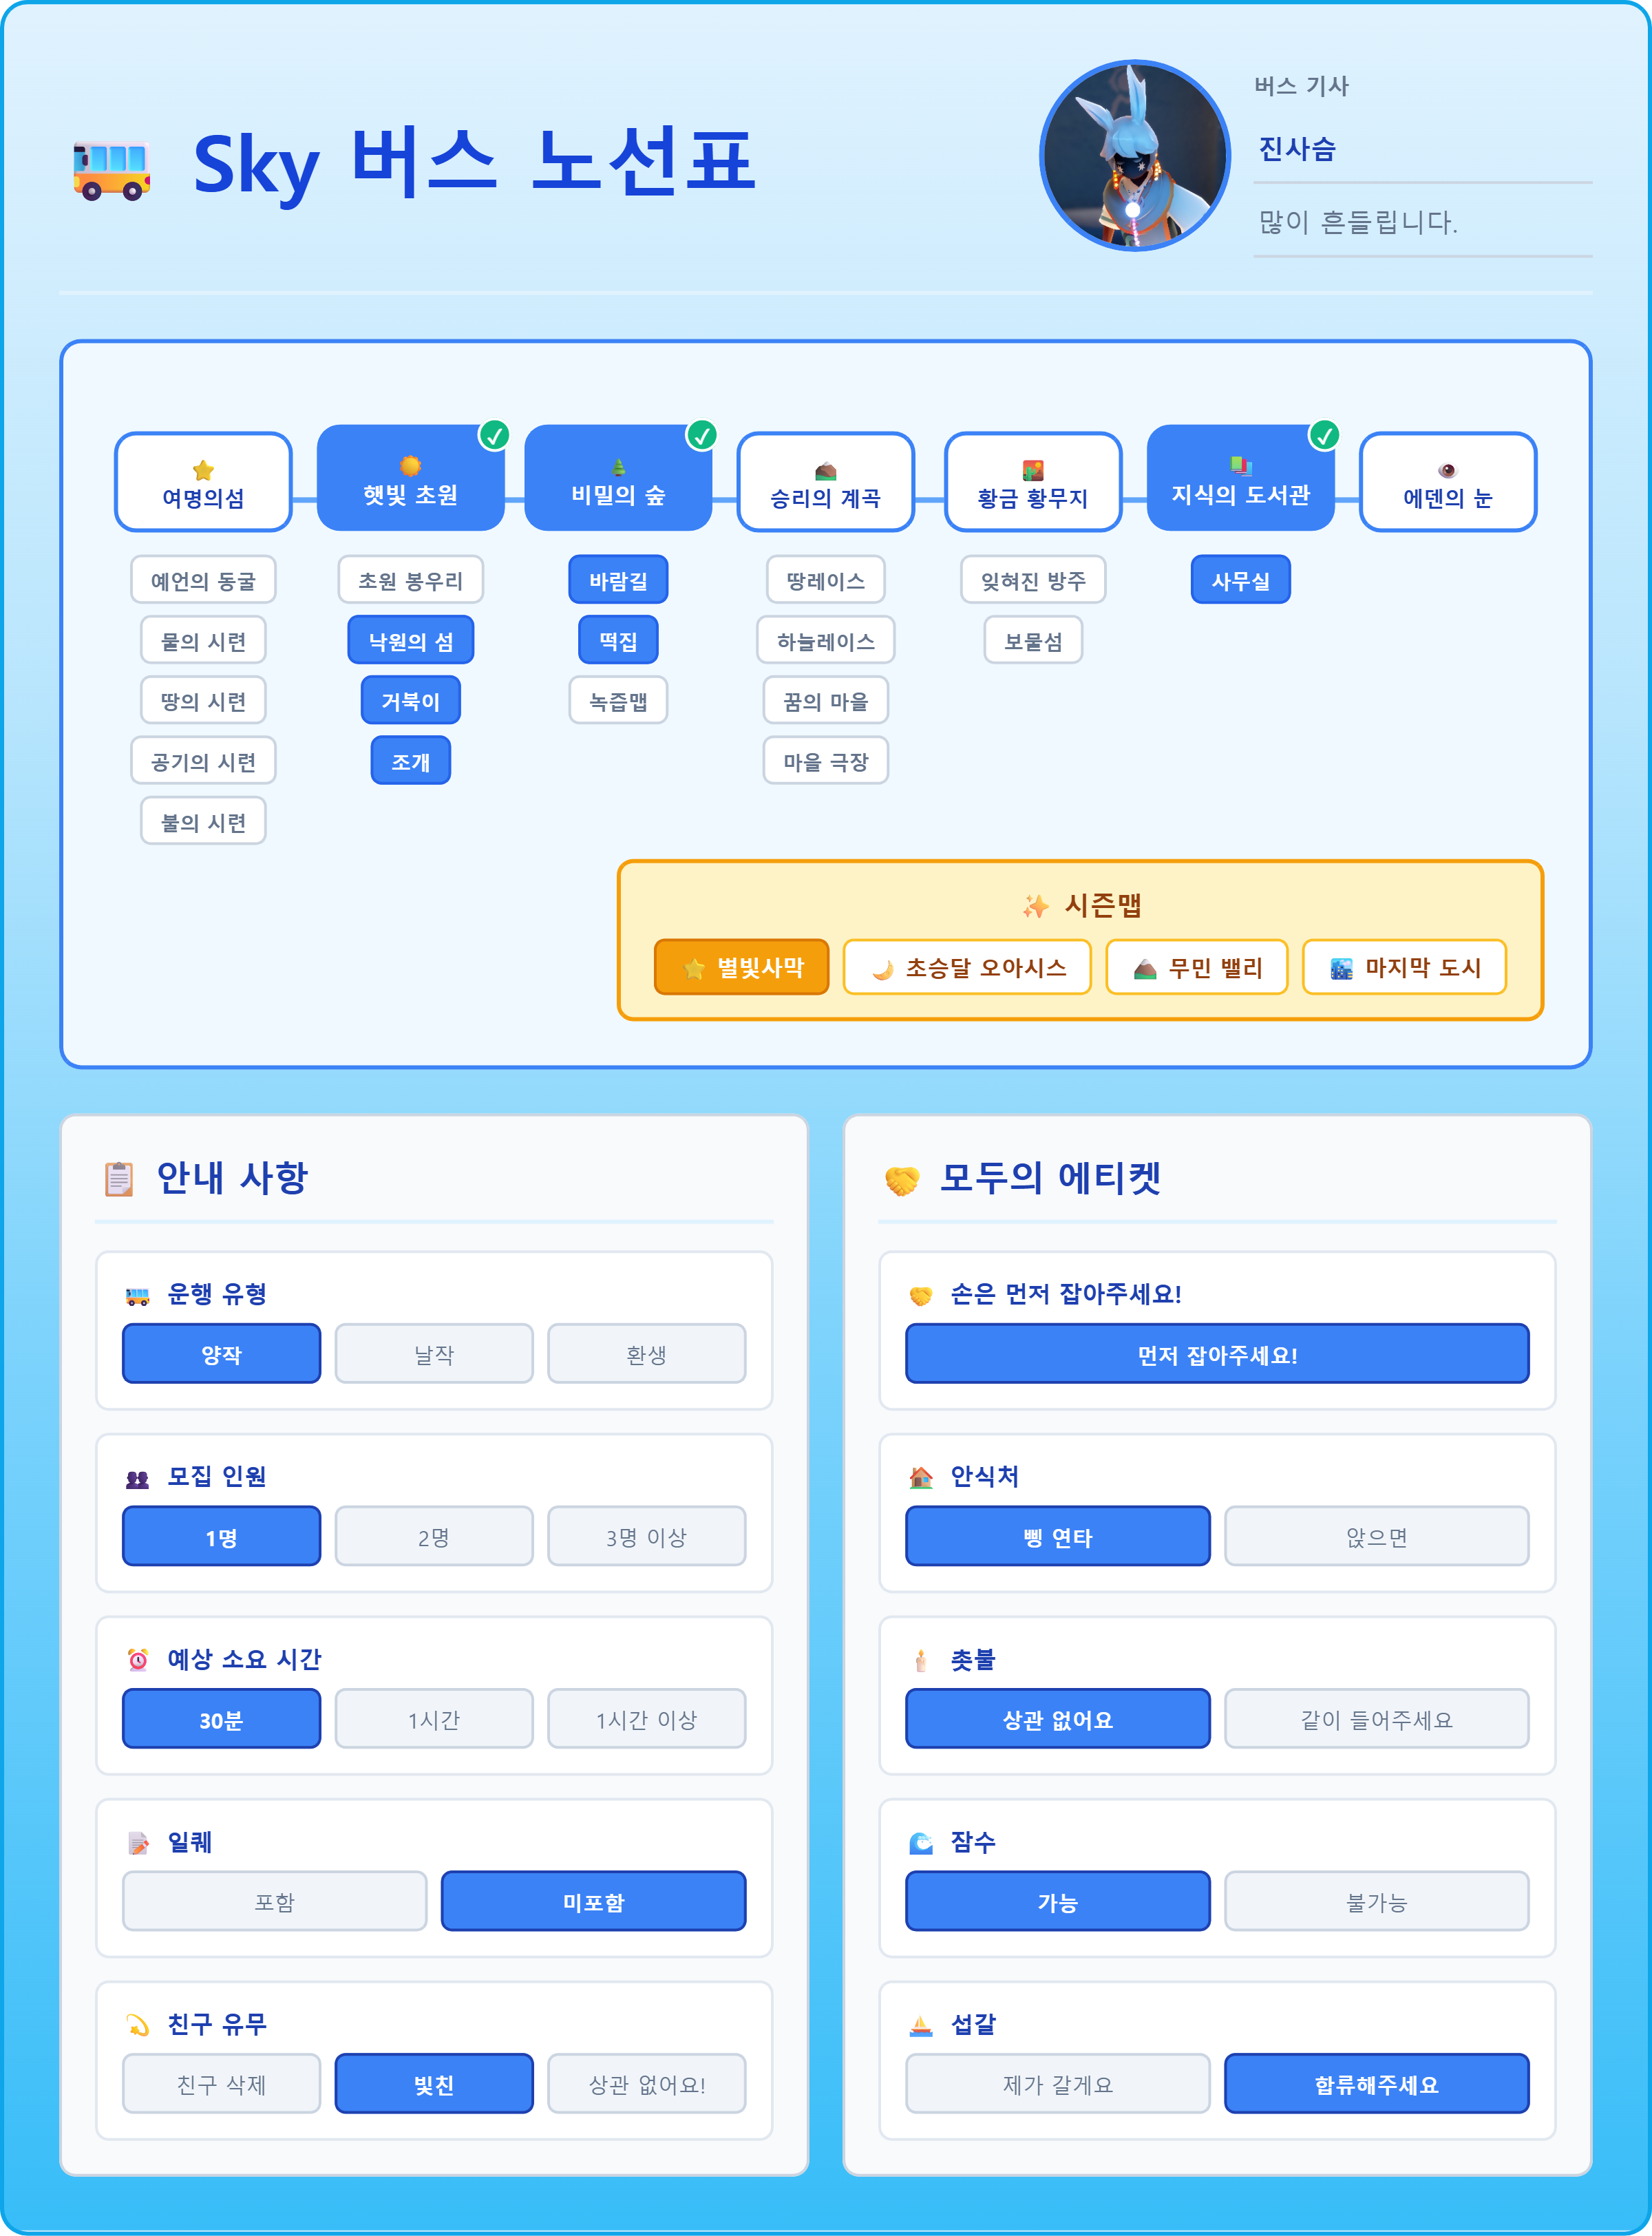 Sky 버스 노선표
버스 기사
진사슴
많이 흔들립니다.
여명의섬
햇빛 초원
비밀의 숲
승리의 계곡
황금 황무지
지식의 도서관
에덴의 눈
예언의 동굴
물의 시련
땅의 시련
공기의 시련
불의 시련
초원 봉우리
낙원의 섬
거북이
조개
바람길
떡집
녹즙맵
땅레이스
하늘레이스
꿈의 마을
마을 극장
잊혀진 방주
보물섬
사무실
시즌맵
별빛사막
초승달 오아시스
무민 밸리
마지막 도시
안내 사항
운행 유형
양작
날작
환생
모집 인원
1명
2명
3명 이상
예상 소요 시간
30분
1시간
1시간 이상
일퀘
포함
미포함
친구 유무
친구 삭제
빛친
상관 없어요!
모두의 에티켓
손은 먼저 잡아주세요!
먼저 잡아주세요!
안식처
삥 연타
앉으면
촛불
상관 없어요
같이 들어주세요
잠수
가능
불가능
섭갈
제가 갈게요
합류해주세요